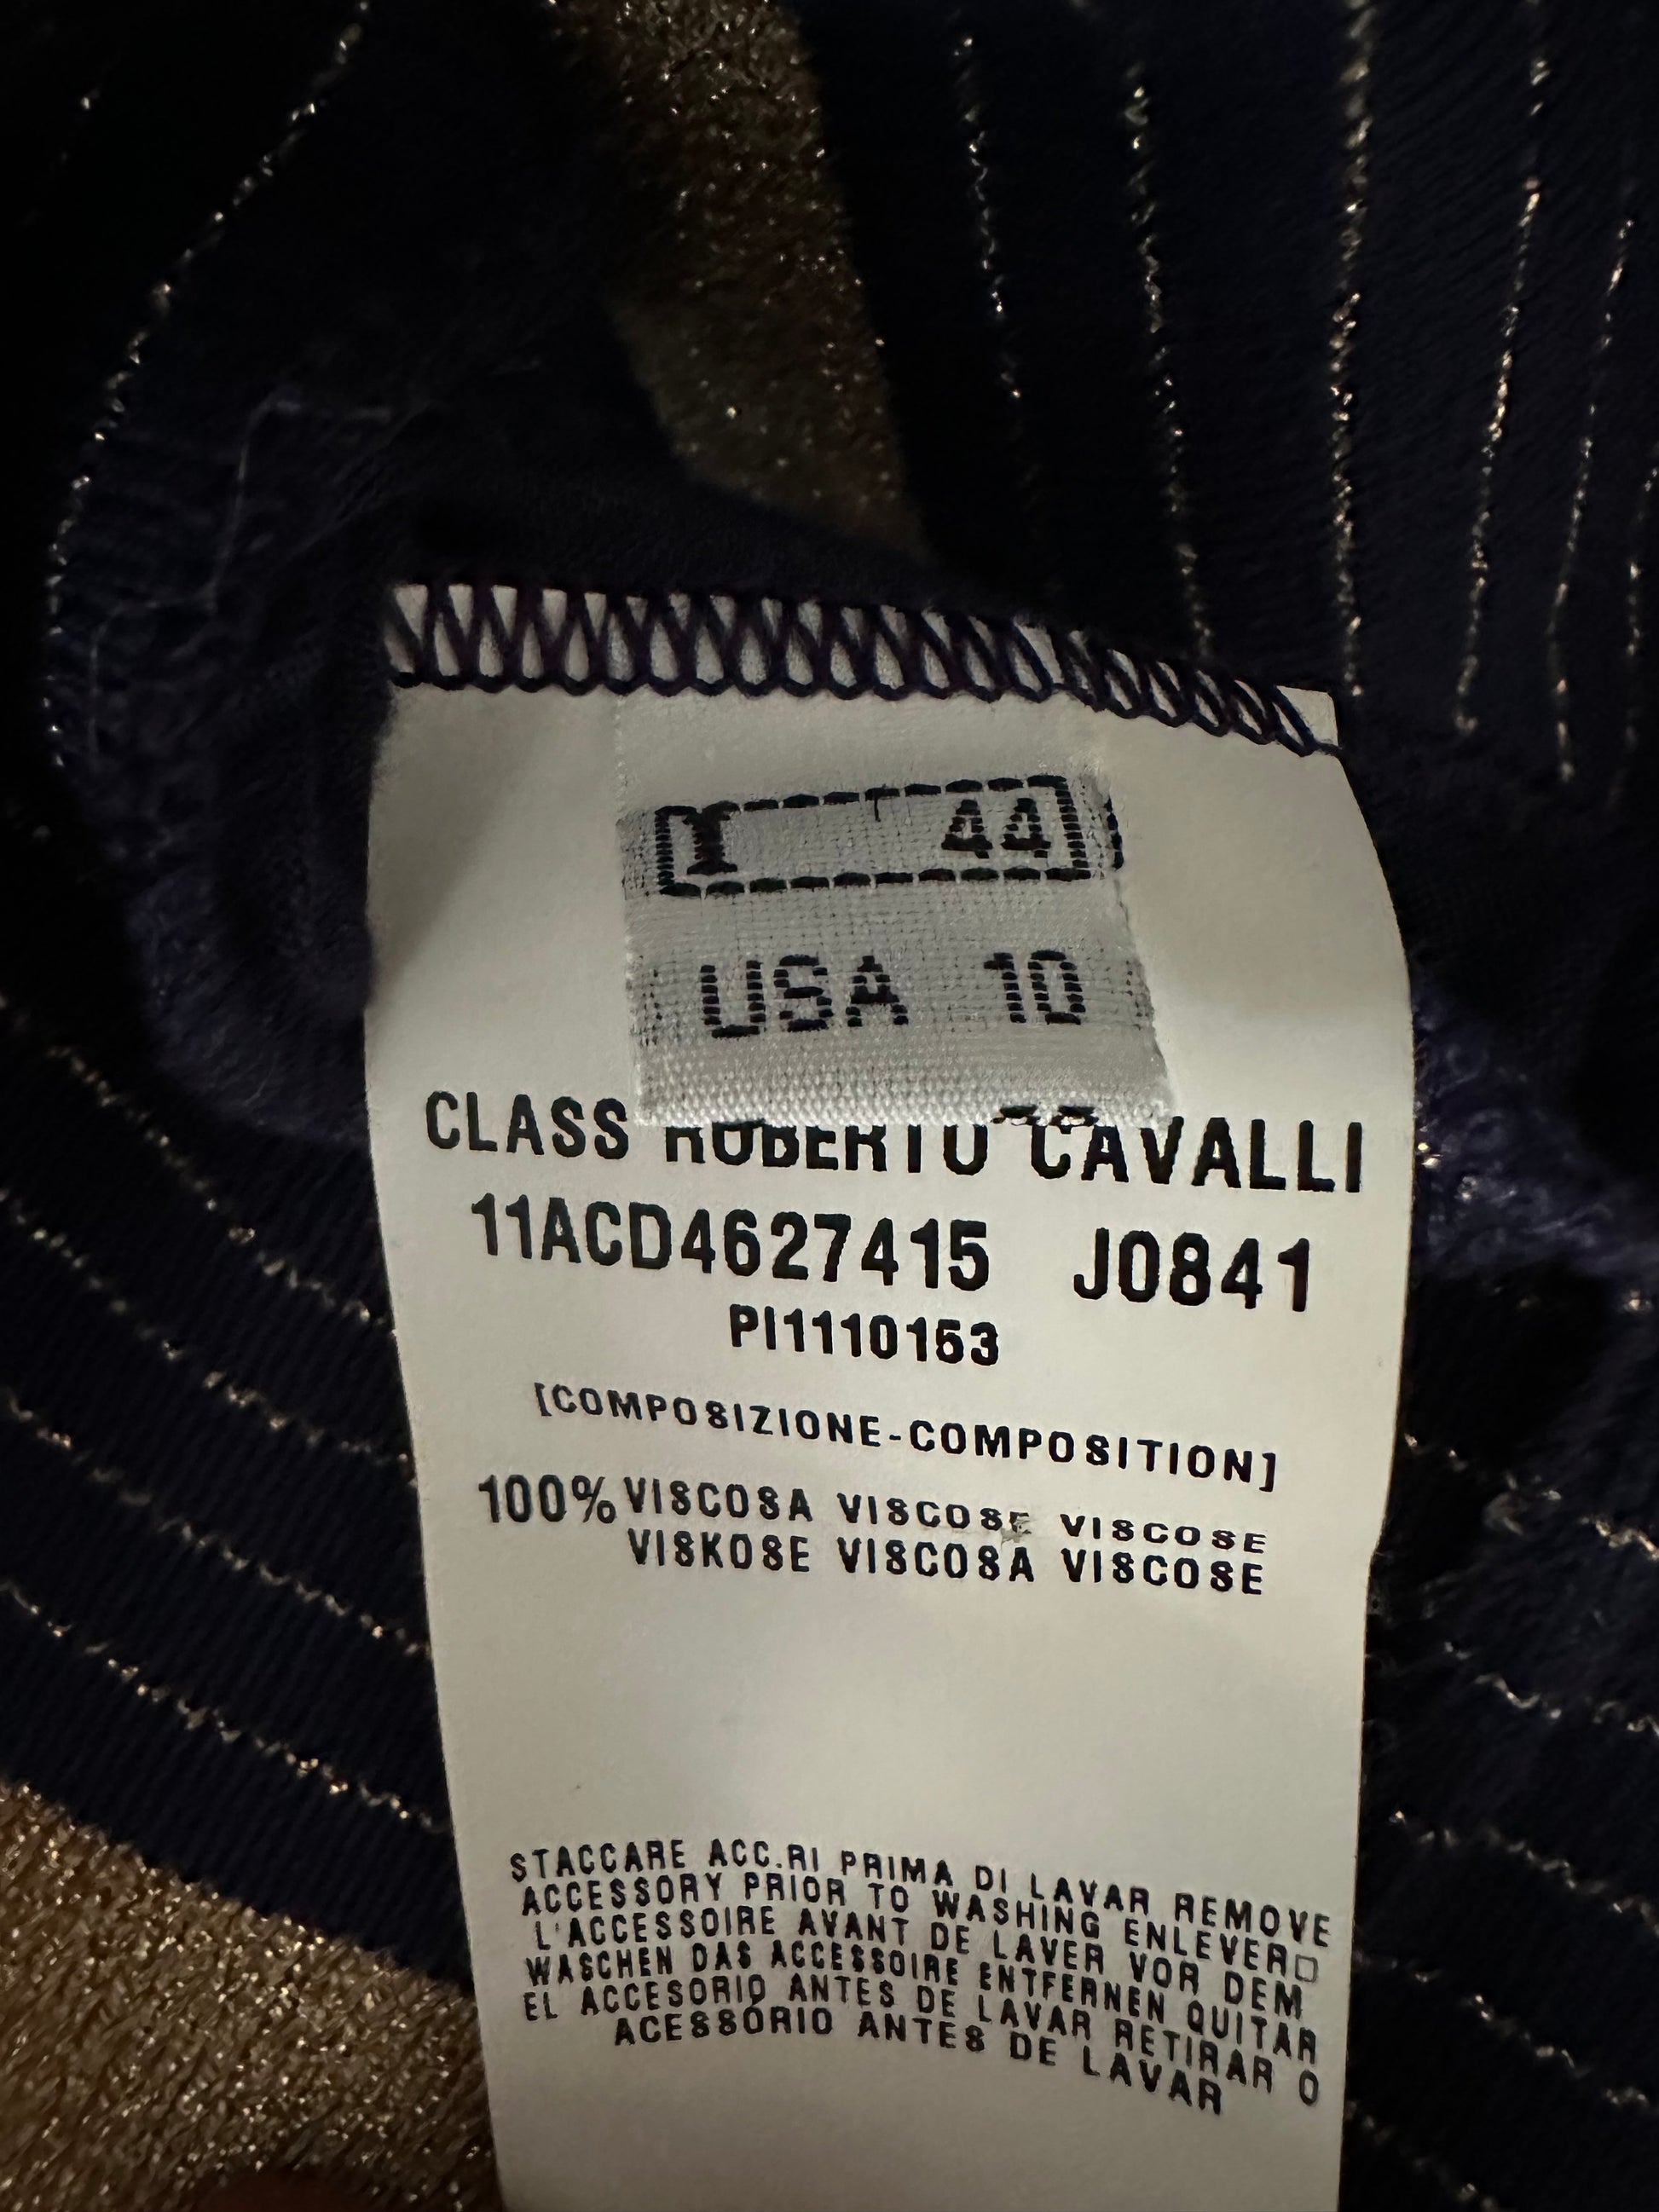 I 44
USA 10
CLASS ROBERTO CAVALLI
11ACD4627415 J0841
PI1110153
[COMPOSIZIONE-COMPOSITION]
100% VISCOSA VISCOSE VISCOSE
VISKOSE VISCOSA VISCOSE
STACCARE ACC.RI PRIMA DI LAVAR REMOVE
ACCESSORY PRIOR TO WASHING ENLEVER□
L'ACCESSOIRE AVANT DE LAVER VOR DEM
WASCHEN DAS ACCESSOIRE ENTFERNEN QUITAR
EL ACCESORIO ANTES DE LAVAR RETIRAR O
ACESSÓRIO ANTES DE LAVAR